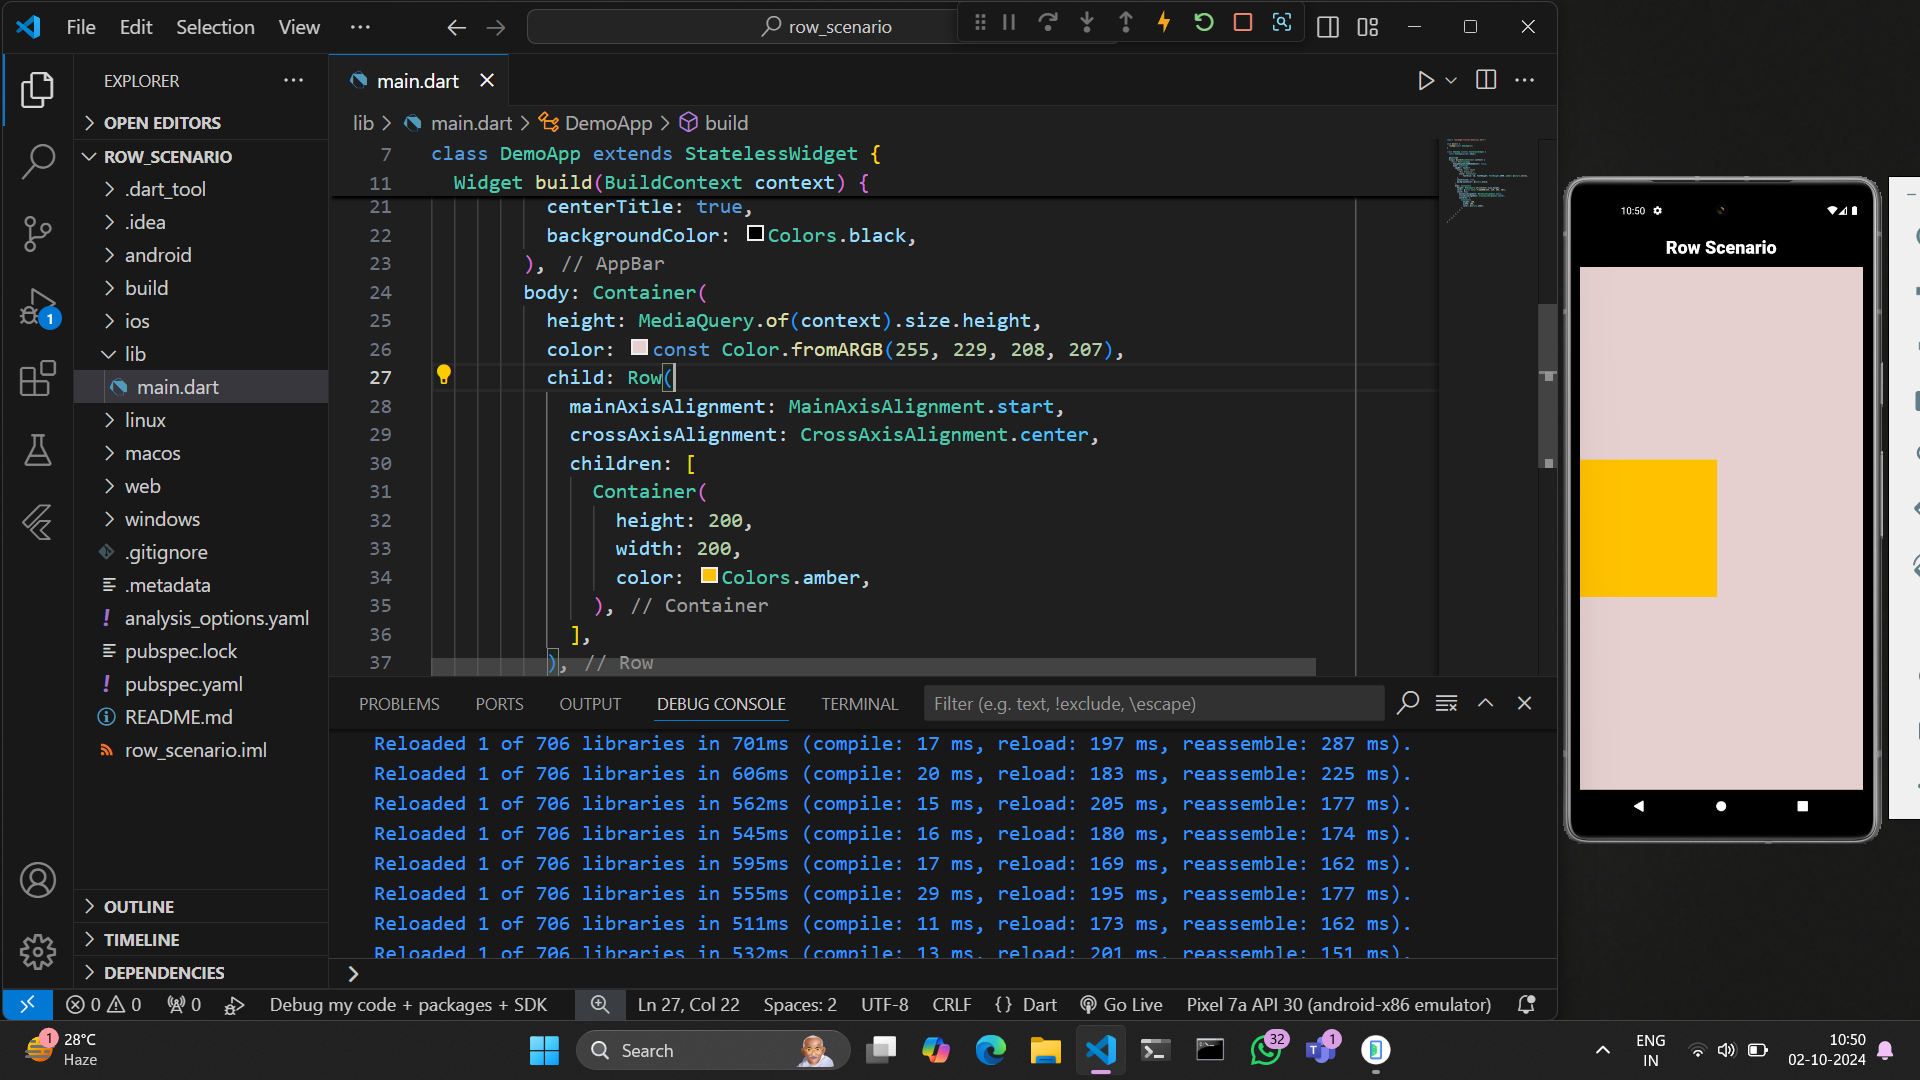 File Edit Selection View ···
row_scenario
EXPLORER
OPEN EDITORS
ROW_SCENARIO
.dart_tool
.idea
android
build
ios
lib
main.dart
linux
macos
web
windows
.gitignore
.metadata
analysis_options.yaml
pubspec.lock
pubspec.yaml
README.md
row_scenario.iml
OUTLINE
TIMELINE
DEPENDENCIES
main.dart
lib > main.dart > DemoApp > build
7 class DemoApp extends StatelessWidget {
11 Widget build(BuildContext context) {
21 centerTitle: true,
22 backgroundColor: Colors.black,
23 ), // AppBar
24 body: Container(
25 height: MediaQuery.of(context).size.height,
26 color: const Color.fromARGB(255, 229, 208, 207),
27 child: Row(
28 mainAxisAlignment: MainAxisAlignment.start,
29 crossAxisAlignment: CrossAxisAlignment.center,
30 children: [
31 Container(
32 height: 200,
33 width: 200,
34 color: Colors.amber,
35 ), // Container
36 ],
37 ), // Row
PROBLEMS PORTS OUTPUT DEBUG CONSOLE TERMINAL Filter (e.g. text, !exclude, \escape)
Reloaded 1 of 706 libraries in 701ms (compile: 17 ms, reload: 197 ms, reassemble: 287 ms).
Reloaded 1 of 706 libraries in 606ms (compile: 20 ms, reload: 183 ms, reassemble: 225 ms).
Reloaded 1 of 706 libraries in 562ms (compile: 15 ms, reload: 205 ms, reassemble: 177 ms).
Reloaded 1 of 706 libraries in 545ms (compile: 16 ms, reload: 180 ms, reassemble: 174 ms).
Reloaded 1 of 706 libraries in 595ms (compile: 17 ms, reload: 169 ms, reassemble: 162 ms).
Reloaded 1 of 706 libraries in 555ms (compile: 29 ms, reload: 195 ms, reassemble: 177 ms).
Reloaded 1 of 706 libraries in 511ms (compile: 11 ms, reload: 173 ms, reassemble: 162 ms).
Reloaded 1 of 706 libraries in 532ms (compile: 13 ms, reload: 201 ms, reassemble: 151 ms).
1
0 0 0 Debug my code + packages + SDK Ln 27, Col 22 Spaces: 2 UTF-8 CRLF {} Dart Go Live Pixel 7a API 30 (android-x86 emulator)
10:50
Row Scenario
1
28°C
Haze
Search
32
1
ENG
IN
10:50
02-10-2024